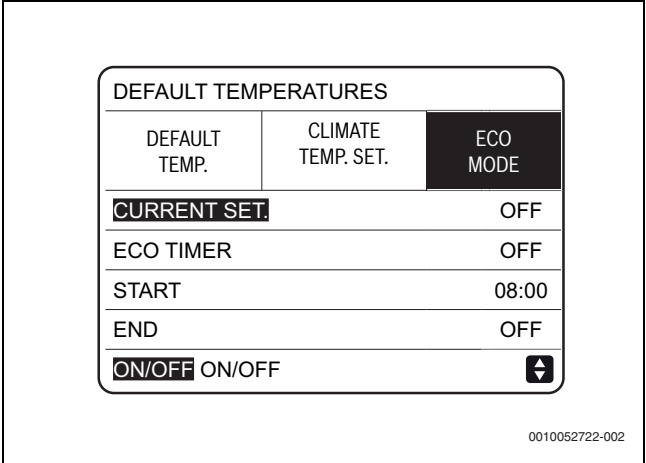 DEFAULT TEMPERATURES
DEFAULT
TEMP.
CLIMATE
TEMP. SET.
ECO
MODE
CURRENT SET. OFF
ECO TIMER OFF
START 08:00
END OFF
ON/OFF ON/OFF
0010052722-002